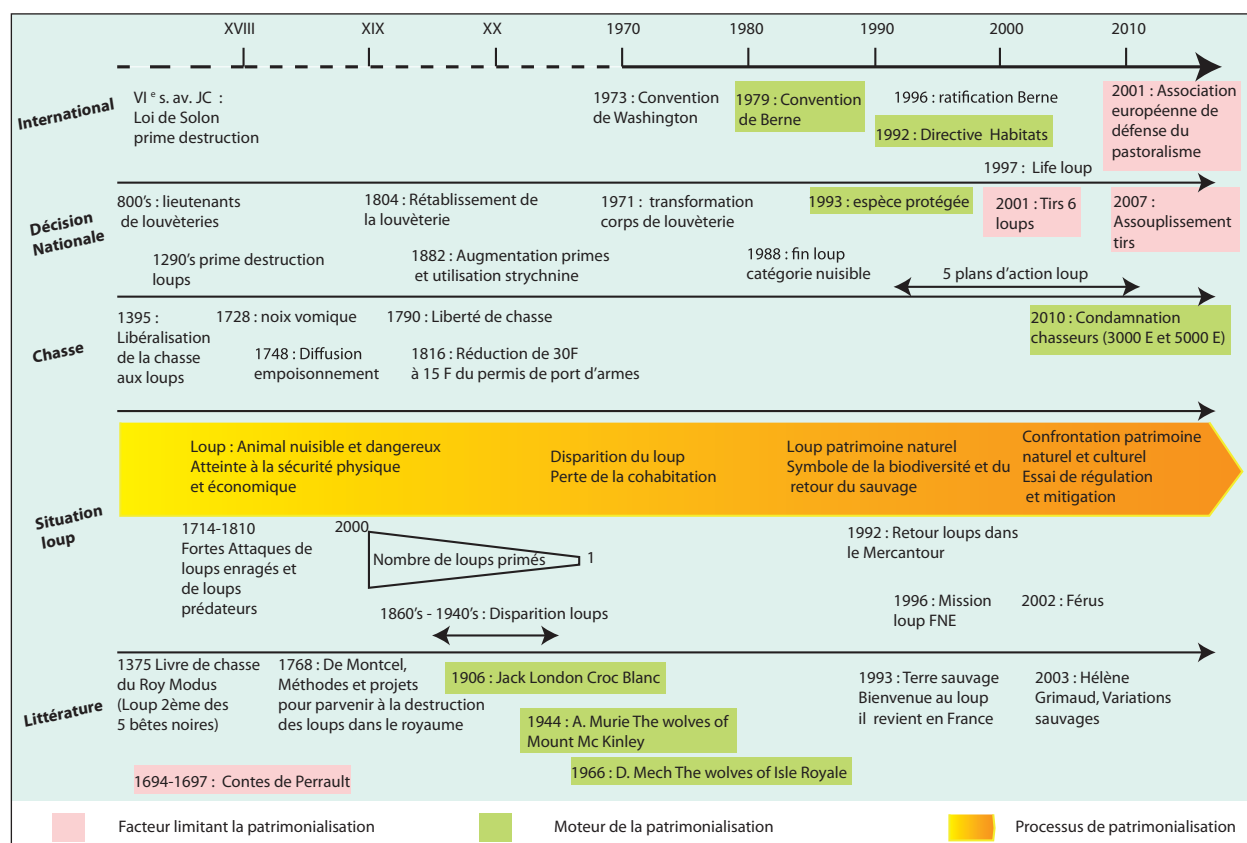 XVIII XIX XX 1970 1980 1990 2000 2010
International
VI e s. av. JC :
Loi de Solon
prime destruction
1973 : Convention
de Washington
1979 : Convention
de Berne
1996 : ratification Berne
1992 : Directive Habitats
1997 : Life loup
2001 : Association
européenne de
défense du
pastoralisme
Décision
Nationale
800's : lieutenants
de louvèteries
1290's prime destruction
loups
1804 : Rétablissement de
la louvèterie
1882 : Augmentation primes
et utilisation strychnine
1971 : transformation
corps de louvèterie
1988 : fin loup
catégorie nuisible
1993 : espèce protégée
2001 : Tirs 6
loups
2007 :
Assouplissement
tirs
5 plans d'action loup
Chasse
1395 :
Libéralisation
de la chasse
aux loups
1728 : noix vomique
1748 : Diffusion
empoisonnement
1790 : Liberté de chasse
1816 : Réduction de 30F
à 15 F du permis de port d'armes
2010 : Condamnation
chasseurs (3000 E et 5000 E)
Situation
loup
Loup : Animal nuisible et dangereux
Atteinte à la sécurité physique
et économique
Disparition du loup
Perte de la cohabitation
Loup patrimoine naturel
Symbole de la biodiversité et du
retour du sauvage
Confrontation patrimoine
naturel et culturel
Essai de régulation
et mitigation
1714-1810
Fortes Attaques de
loups enragés et
de loups
prédateurs
2000
Nombre de loups primés
1
1860's - 1940's : Disparition loups
1992 : Retour loups dans
le Mercantour
1996 : Mission
loup FNE
2002 : Férus
Littérature
1375 Livre de chasse
du Roy Modus
(Loup 2ème des
5 bêtes noires)
1694-1697 : Contes de Perrault
1768 : De Montcel,
Méthodes et projets
pour parvenir à la destruction
des loups dans le royaume
1906 : Jack London Croc Blanc
1944 : A. Murie The wolves of
Mount Mc Kinley
1966 : D. Mech The wolves of Isle Royale
1993 : Terre sauvage
Bienvenue au loup
il revient en France
2003 : Hélène
Grimaud, Variations
sauvages
Facteur limitant la patrimonialisation
Moteur de la patrimonialisation
Processus de patrimonialisation